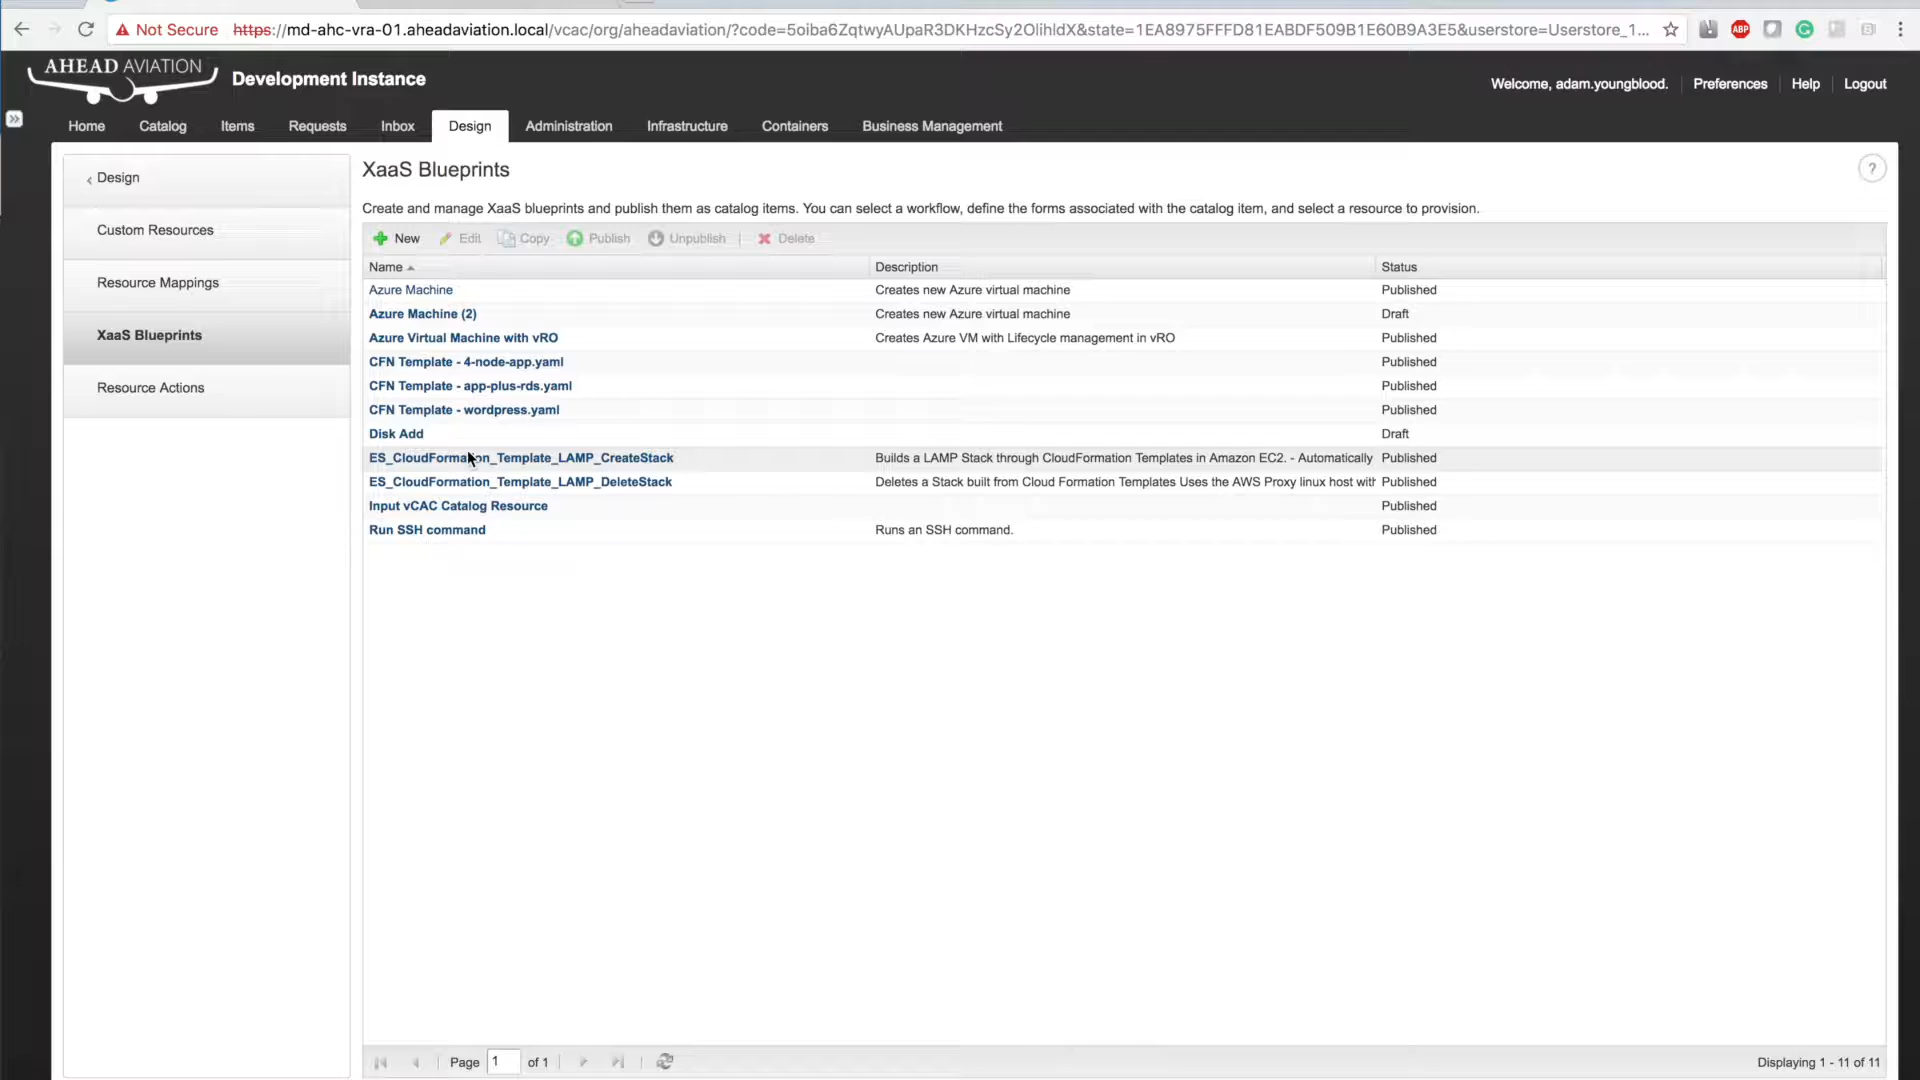 Not Secure https://md-ahc-vra-01.aheadaviation.local/vcac/org/aheadaviation/?code=5oiba6ZqtwyAUpaR3DKHzcSy2OlihldX&state=1EA8975FFFD81EABDF509B1E60B9A3E5&userstore=Userstore_1... ABP
AHEAD AVIATION Development Instance
Welcome, adam.youngblood. Preferences Help Logout
Home Catalog Items Requests Inbox Design Administration Infrastructure Containers Business Management
Design
Custom Resources
Resource Mappings
XaaS Blueprints
Resource Actions
XaaS Blueprints ?
Create and manage XaaS blueprints and publish them as catalog items. You can select a workflow, define the forms associated with the catalog item, and select a resource to provision.
New Edit Copy Publish Unpublish Delete
Name Description Status
Azure Machine Creates new Azure virtual machine Published
Azure Machine (2) Creates new Azure virtual machine Draft
Azure Virtual Machine with vRO Creates Azure VM with Lifecycle management in vRO Published
CFN Template - 4-node-app.yaml Published
CFN Template - app-plus-rds.yaml Published
CFN Template - wordpress.yaml Published
Disk Add Draft
ES_CloudFormation_Template_LAMP_CreateStack Builds a LAMP Stack through CloudFormation Templates in Amazon EC2. - Automatically Published
ES_CloudFormation_Template_LAMP_DeleteStack Deletes a Stack built from Cloud Formation Templates Uses the AWS Proxy linux host with Published
Input vCAC Catalog Resource Published
Run SSH command Runs an SSH command. Published
Page 1 of 1 Displaying 1 - 11 of 11